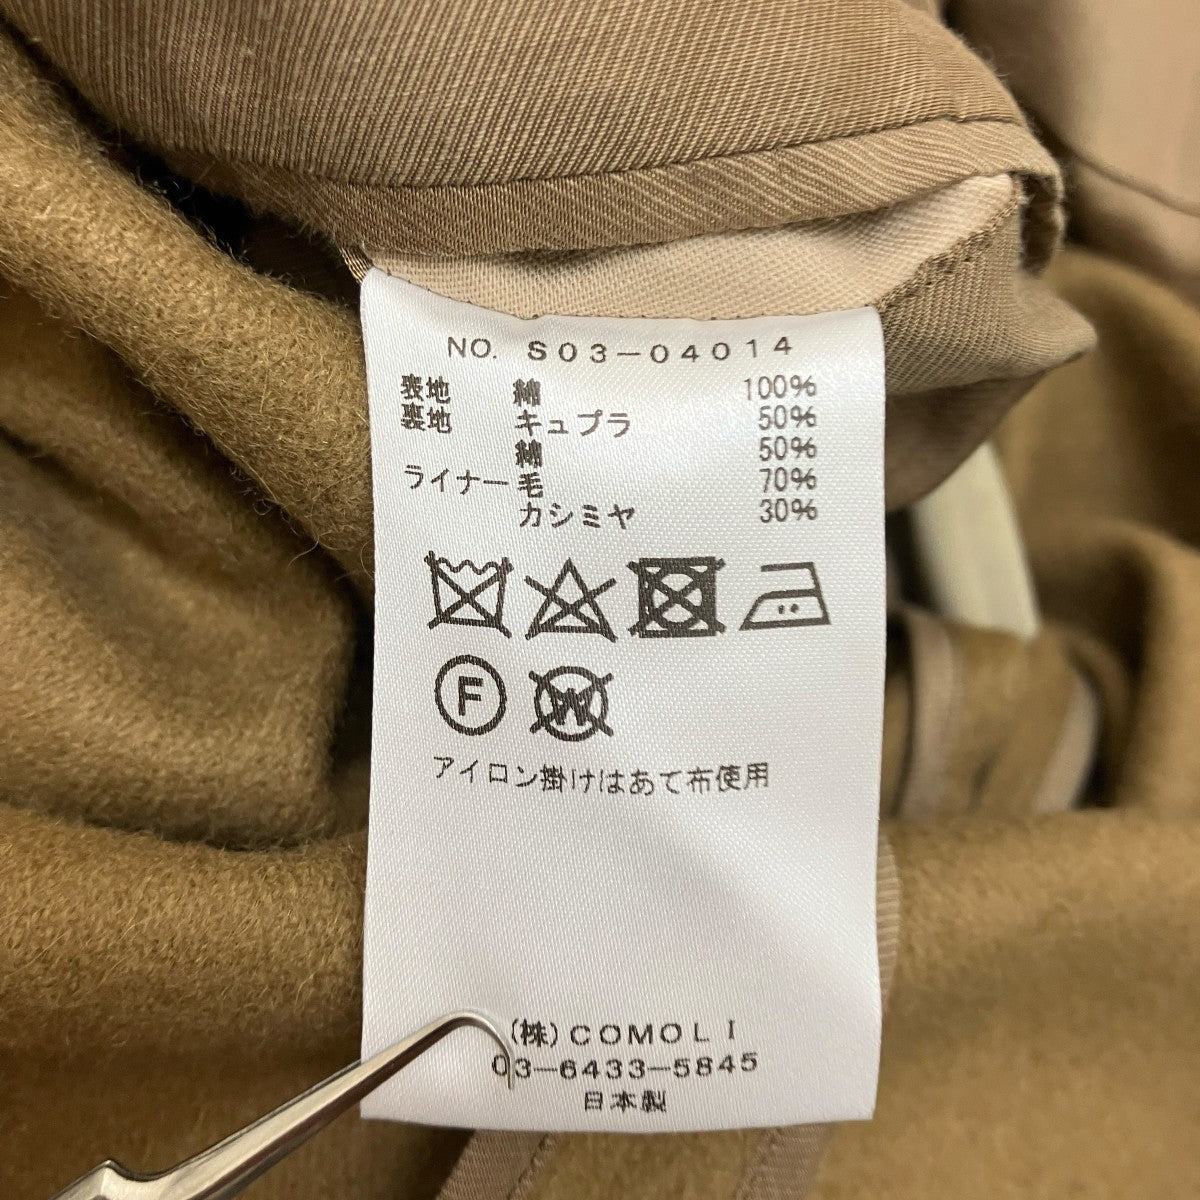 NO. S03-04014
表地 綿 100%
裏地 キュプラ 50%
綿 50%
ライナー 毛 70%
カシミヤ 30%
F W
アイロン掛けはあて布使用
(株)COMOLI
03-6433-5845
日本製